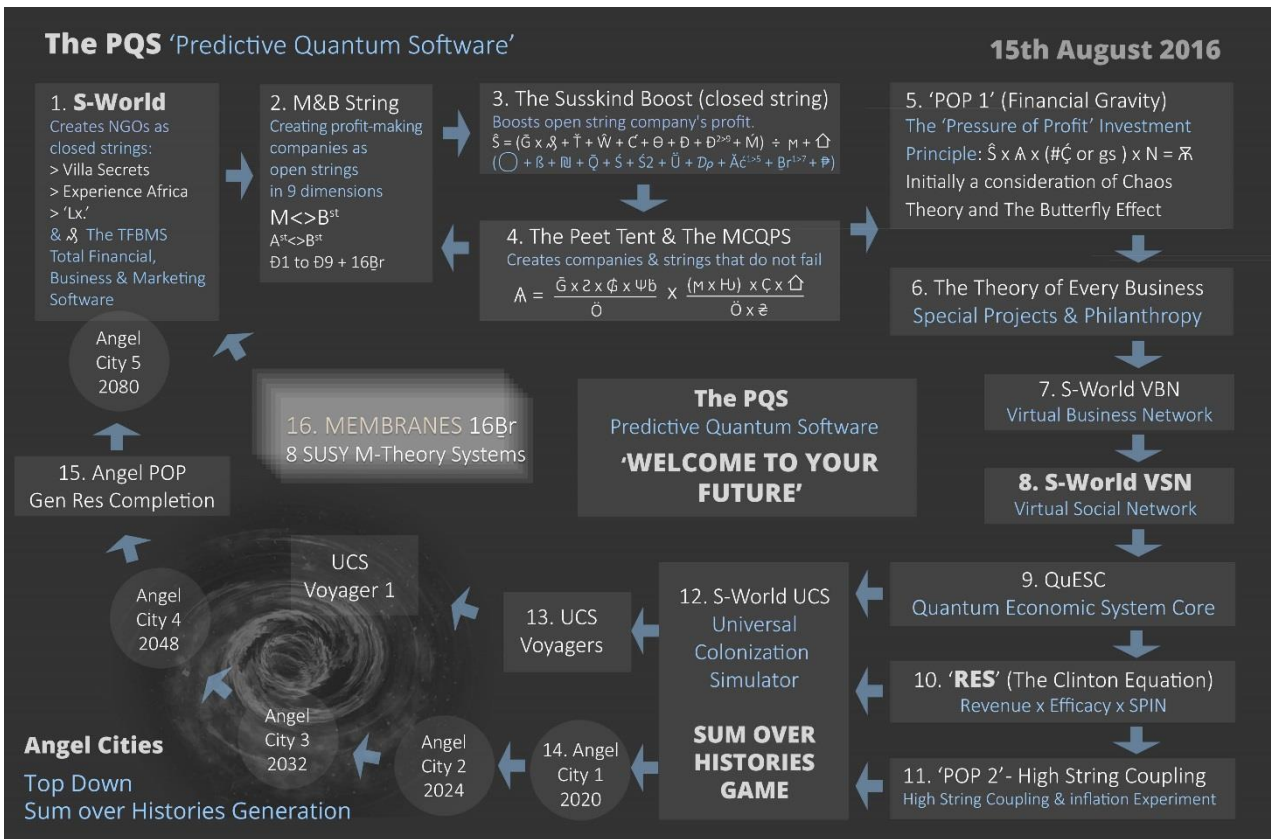 The PQS 'Predictive Quantum Software'
15th August 2016
1. S-World
Creates NGOs as
closed strings:
> Villa Secrets
> Experience Africa
> 'Lx.'
& The TFBMS
Total Financial,
Business & Marketing
Software
2. M&B String
Creating profit-making
companies as
open strings
in 9 dimensions
M<>Bˢᵗ
Aˢᵗ<>Bˢᵗ
Đ1 to Đ9 + 16Ḇr
3. The Susskind Boost (closed string)
Boosts open string company's profit.
4. The Peet Tent & The MCQPS
Creates companies & strings that do not fail
5. 'POP 1' (Financial Gravity)
The 'Pressure of Profit' Investment
Principle: Ŝ x ₳ x (#Ḉ or gs ) x N = Ѫ
Initially a consideration of Chaos
Theory and The Butterfly Effect
6. The Theory of Every Business
Special Projects & Philanthropy
7. S-World VBN
Virtual Business Network
8. S-World VSN
Virtual Social Network
9. QuESC
Quantum Economic System Core
10. 'RES' (The Clinton Equation)
Revenue x Efficacy x SPIN
11. 'POP 2'- High String Coupling
High String Coupling & inflation Experiment
12. S-World UCS
Universal
Colonization
Simulator
SUM OVER
HISTORIES
GAME
13. UCS
Voyagers
UCS
Voyager 1
14. Angel
City 1
2020
Angel
City 2
2024
Angel
City 3
2032
Angel
City 4
2048
15. Angel POP
Gen Res Completion
Angel
City 5
2080
16. MEMBRANES 16Ḇr
8 SUSY M-Theory Systems
The PQS
Predictive Quantum Software
'WELCOME TO YOUR
FUTURE'
Angel Cities
Top Down
Sum over Histories Generation